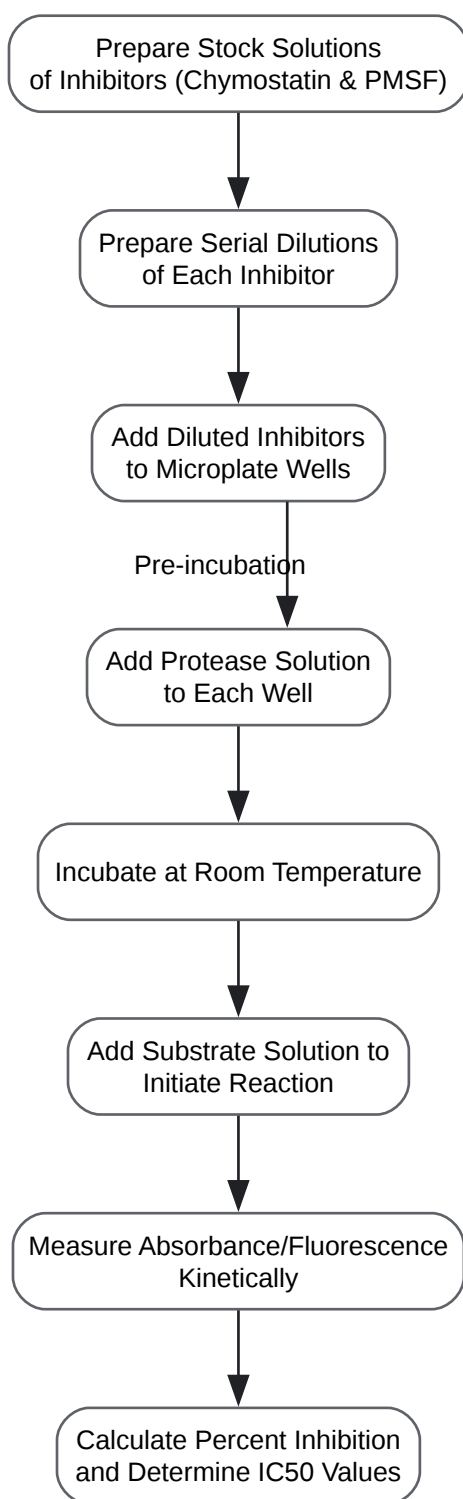 Prepare Stock Solutions
of Inhibitors (Chymostatin & PMSF)
Prepare Serial Dilutions
of Each Inhibitor
Add Diluted Inhibitors
to Microplate Wells
Pre-incubation
Add Protease Solution
to Each Well
Incubate at Room Temperature
Add Substrate Solution to
Initiate Reaction
Measure Absorbance/Fluorescence
Kinetically
Calculate Percent Inhibition
and Determine IC50 Values